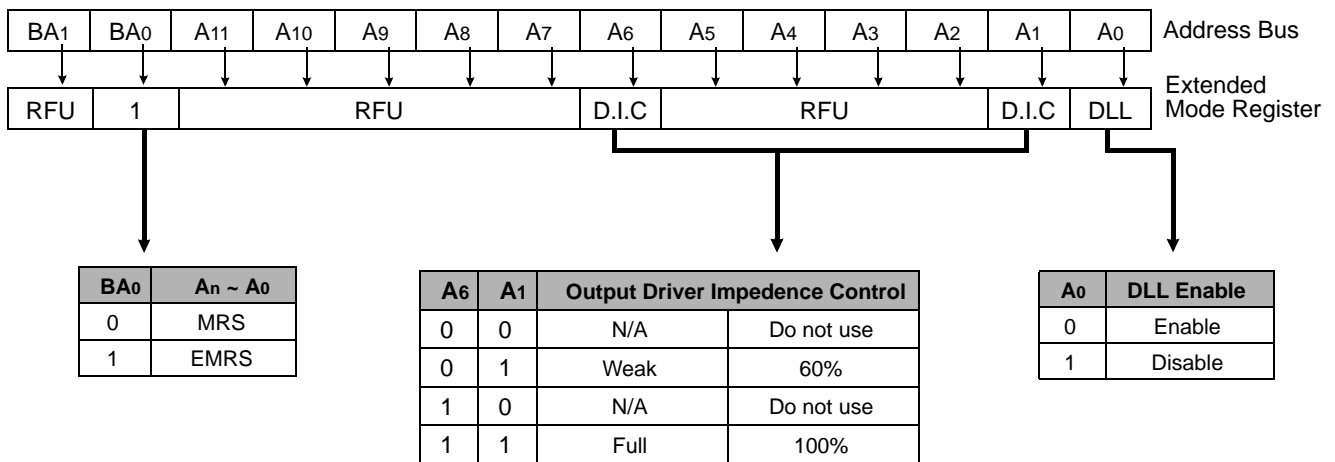 BA1 BA0 A11 A10 A9 A8 A7 A6 A5 A4 A3 A2 A1 A0 Address Bus
RFU 1 RFU D.I.C RFU D.I.C DLL Extended
Mode Register
BA0 An ~ A0
0 MRS
1 EMRS
A6 A1 Output Driver Impedence Control
0 0 N/A Do not use
0 1 Weak 60%
1 0 N/A Do not use
1 1 Full 100%
A0 DLL Enable
0 Enable
1 Disable